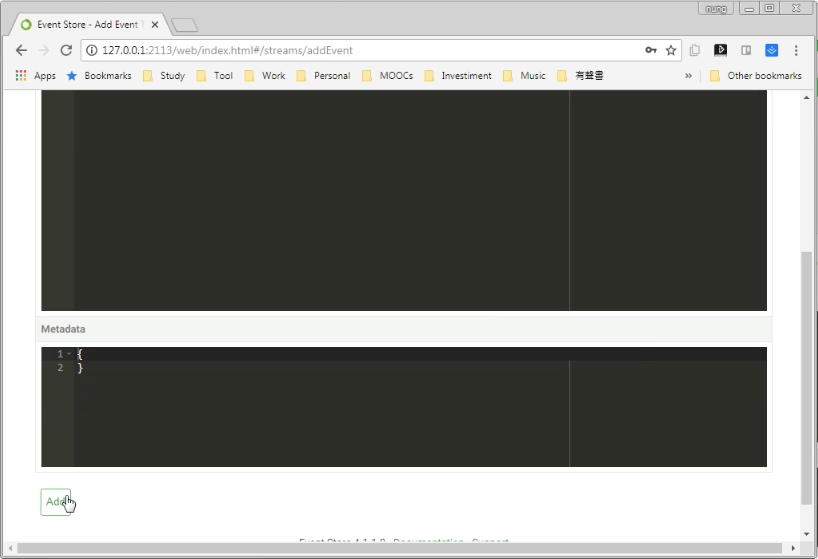 nung
Event Store - Add Event
127.0.0.1:2113/web/index.html#/streams/addEvent
Apps Bookmarks Study Tool Work Personal MOOCs Investiment Music 有聲書 » Other bookmarks
Metadata
1 {
2 }
Add
Event Store 4.1.1.0 · Documentation · Support